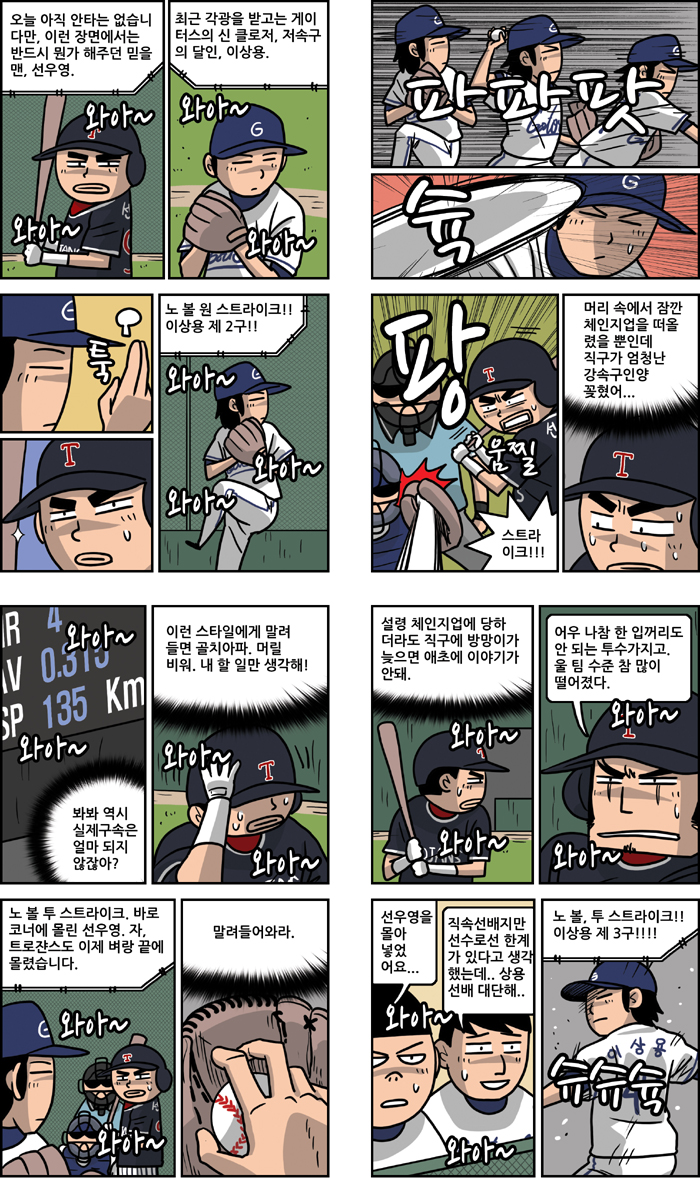 오늘 아직 안타는 없습니
다만, 이런 장면에서는
반드시 뭔가 해주던 믿을
맨, 선우영.
와아~
T
와아~
TANS
최근 각광을 받고는 게이
터스의 신 클로저, 저속구
의 달인, 이상용.
와아~
G
와아~
G
툭
T
노 볼 원 스트라이크!!
이상용 제 2구!!
와아~
G
와아~
와아~
G
파파팟
슉
G
팡
T
움찔
스트라
이크!!!
머리 속에서 잠깐
체인지업을 떠올
렸을 뿐인데
직구가 엄청난
강속구인양
꽂혔어...
T
R 4
와아~
AV 0.315
SP 135 Km
와아~
봐봐 역시
실제구속은
얼마 되지
않잖아?
이런 스타일에게 말려
들면 골치아파. 머릴
비워. 내 할 일만 생각해!
와아~
T
와아~
노 볼 투 스트라이크. 바로
코너에 몰린 선우영. 자,
트로쟌스도 이제 벼랑 끝에
몰렸습니다.
와아~
G
T
와아~
말려들어와라.
설령 체인지업에 당하
더라도 직구에 방망이가
늦으면 애초에 이야기가
안돼.
와아~
T
와아~
어우 나참 한 입꺼리도
안 되는 투수가지고.
울 팀 수준 참 많이
떨어졌다.
와아~
T
와아~
선우영을
몰아
넣었
어요...
직속선배지만
선수로선 한계
가 있다고 생각
했는데.. 상용
선배 대단해..
와아~
와아~
노 볼, 투 스트라이크!!
이상용 제 3구!!!!
G
이상용
슈슈슉